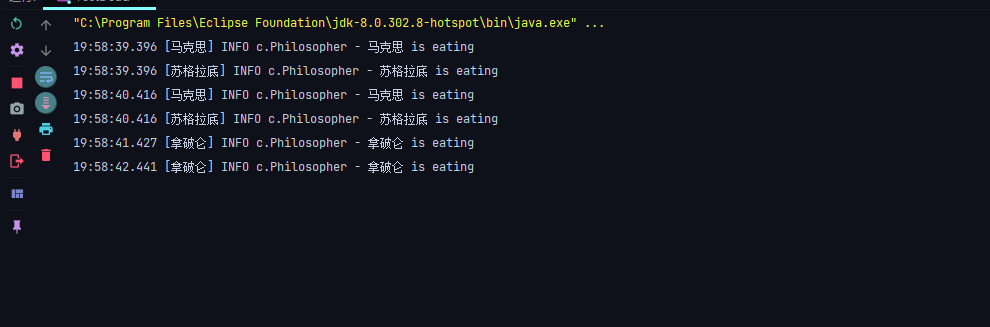 "C:\Program Files\Eclipse Foundation\jdk-8.0.302.8-hotspot\bin\java.exe" ...
19:58:39.396 [马克思] INFO c.Philosopher - 马克思 is eating
19:58:39.396 [苏格拉底] INFO c.Philosopher - 苏格拉底 is eating
19:58:40.416 [马克思] INFO c.Philosopher - 马克思 is eating
19:58:40.416 [苏格拉底] INFO c.Philosopher - 苏格拉底 is eating
19:58:41.427 [拿破仑] INFO c.Philosopher - 拿破仑 is eating
19:58:42.441 [拿破仑] INFO c.Philosopher - 拿破仑 is eating